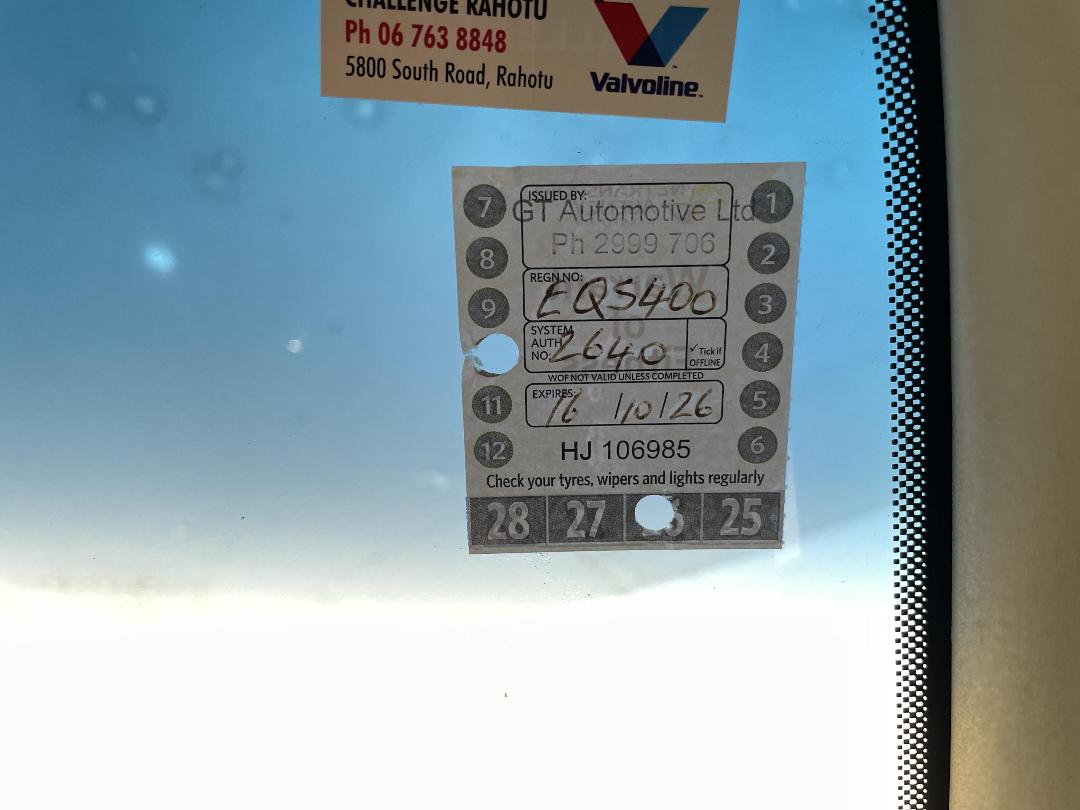 CHALLENGE RAHOTU
Ph 06 763 8848
5800 South Road, Rahotu
Valvoline™
ISSUED BY:
GT Automotive Ltd
Ph 2999 706
REGN.NO:
EQS400
SYSTEM AUTH NO: 2640
✓ Tick if OFFLINE
WOF NOT VALID UNLESS COMPLETED
EXPIRES: 16/10/26
HJ 106985
Check your tyres, wipers and lights regularly
7
8
9
11
12
1
2
3
4
5
6
28 27 25